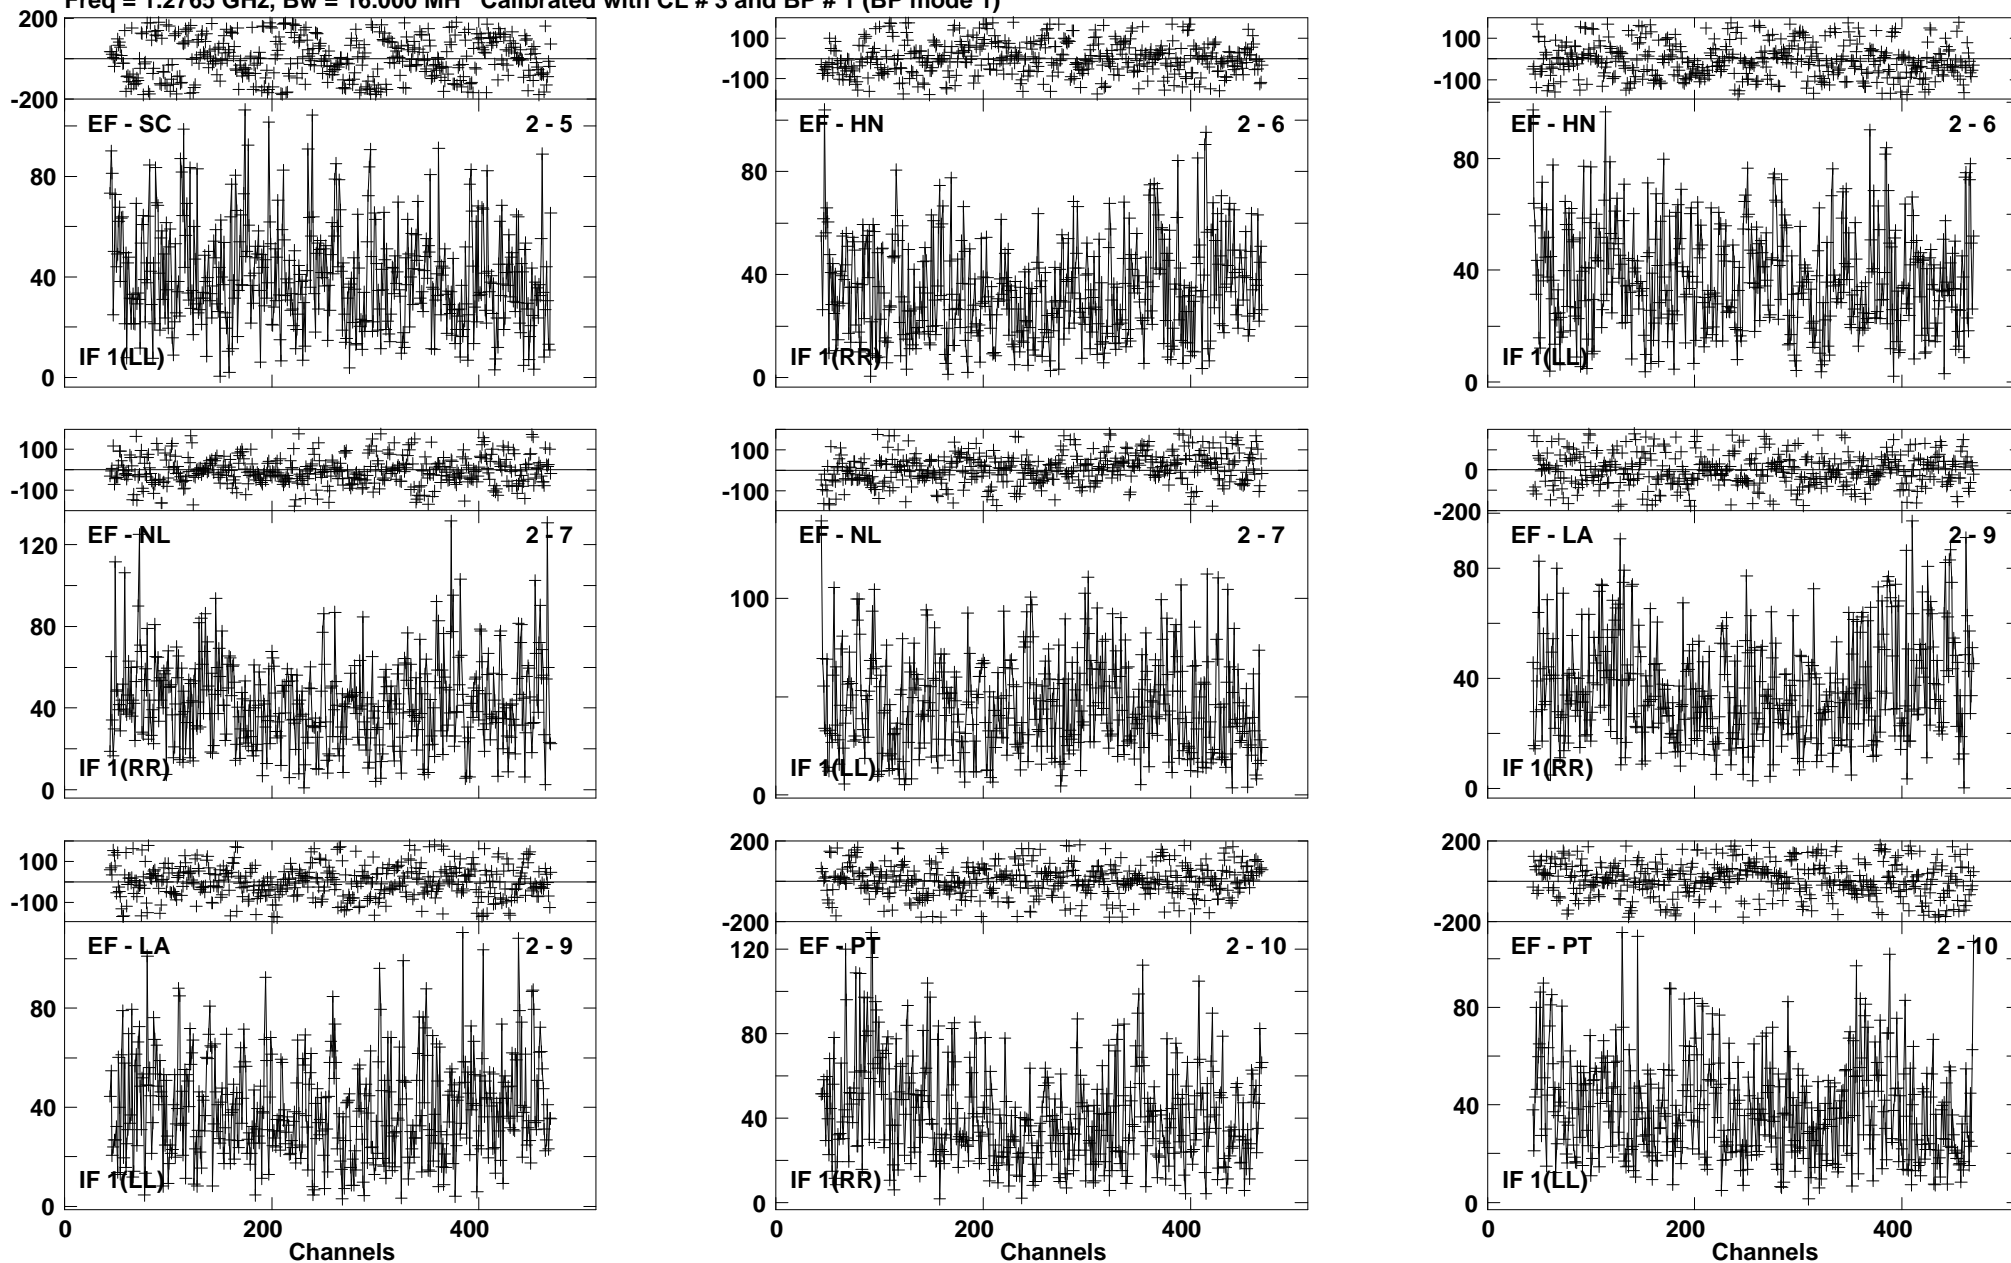 Freq = 1.2765 GHz, Bw = 16.000 MH Calibrated with CL # 3 and BP # 1 (BP mode 1)
200
-200
EF - SC 2 - 5
80
40
0
IF 1(LL)
100
-100
EF - HN 2 - 6
80
40
0
IF 1(RR)
200
400
100
-100
EF - HN 2 - 6
80
40
0
IF 1(LL)
100
-100
EF - NL 2 - 7
120
80
40
0
IF 1(RR)
100
-100
EF - NL 2 - 7
100
0
IF 1(LL)
0
-200
EF - LA 2 - 9
80
40
0
IF 1(RR)
100
-100
EF - LA 2 - 9
80
40
0
IF 1(LL)
0 200 400
Channels
200
-200
EF - PT 2 - 10
120
80
40
0
IF 1(RR)
0 200 400
Channels
200
-200
EF - PT 2 - 10
80
40
0
IF 1(LL)
0 200 400
Channels